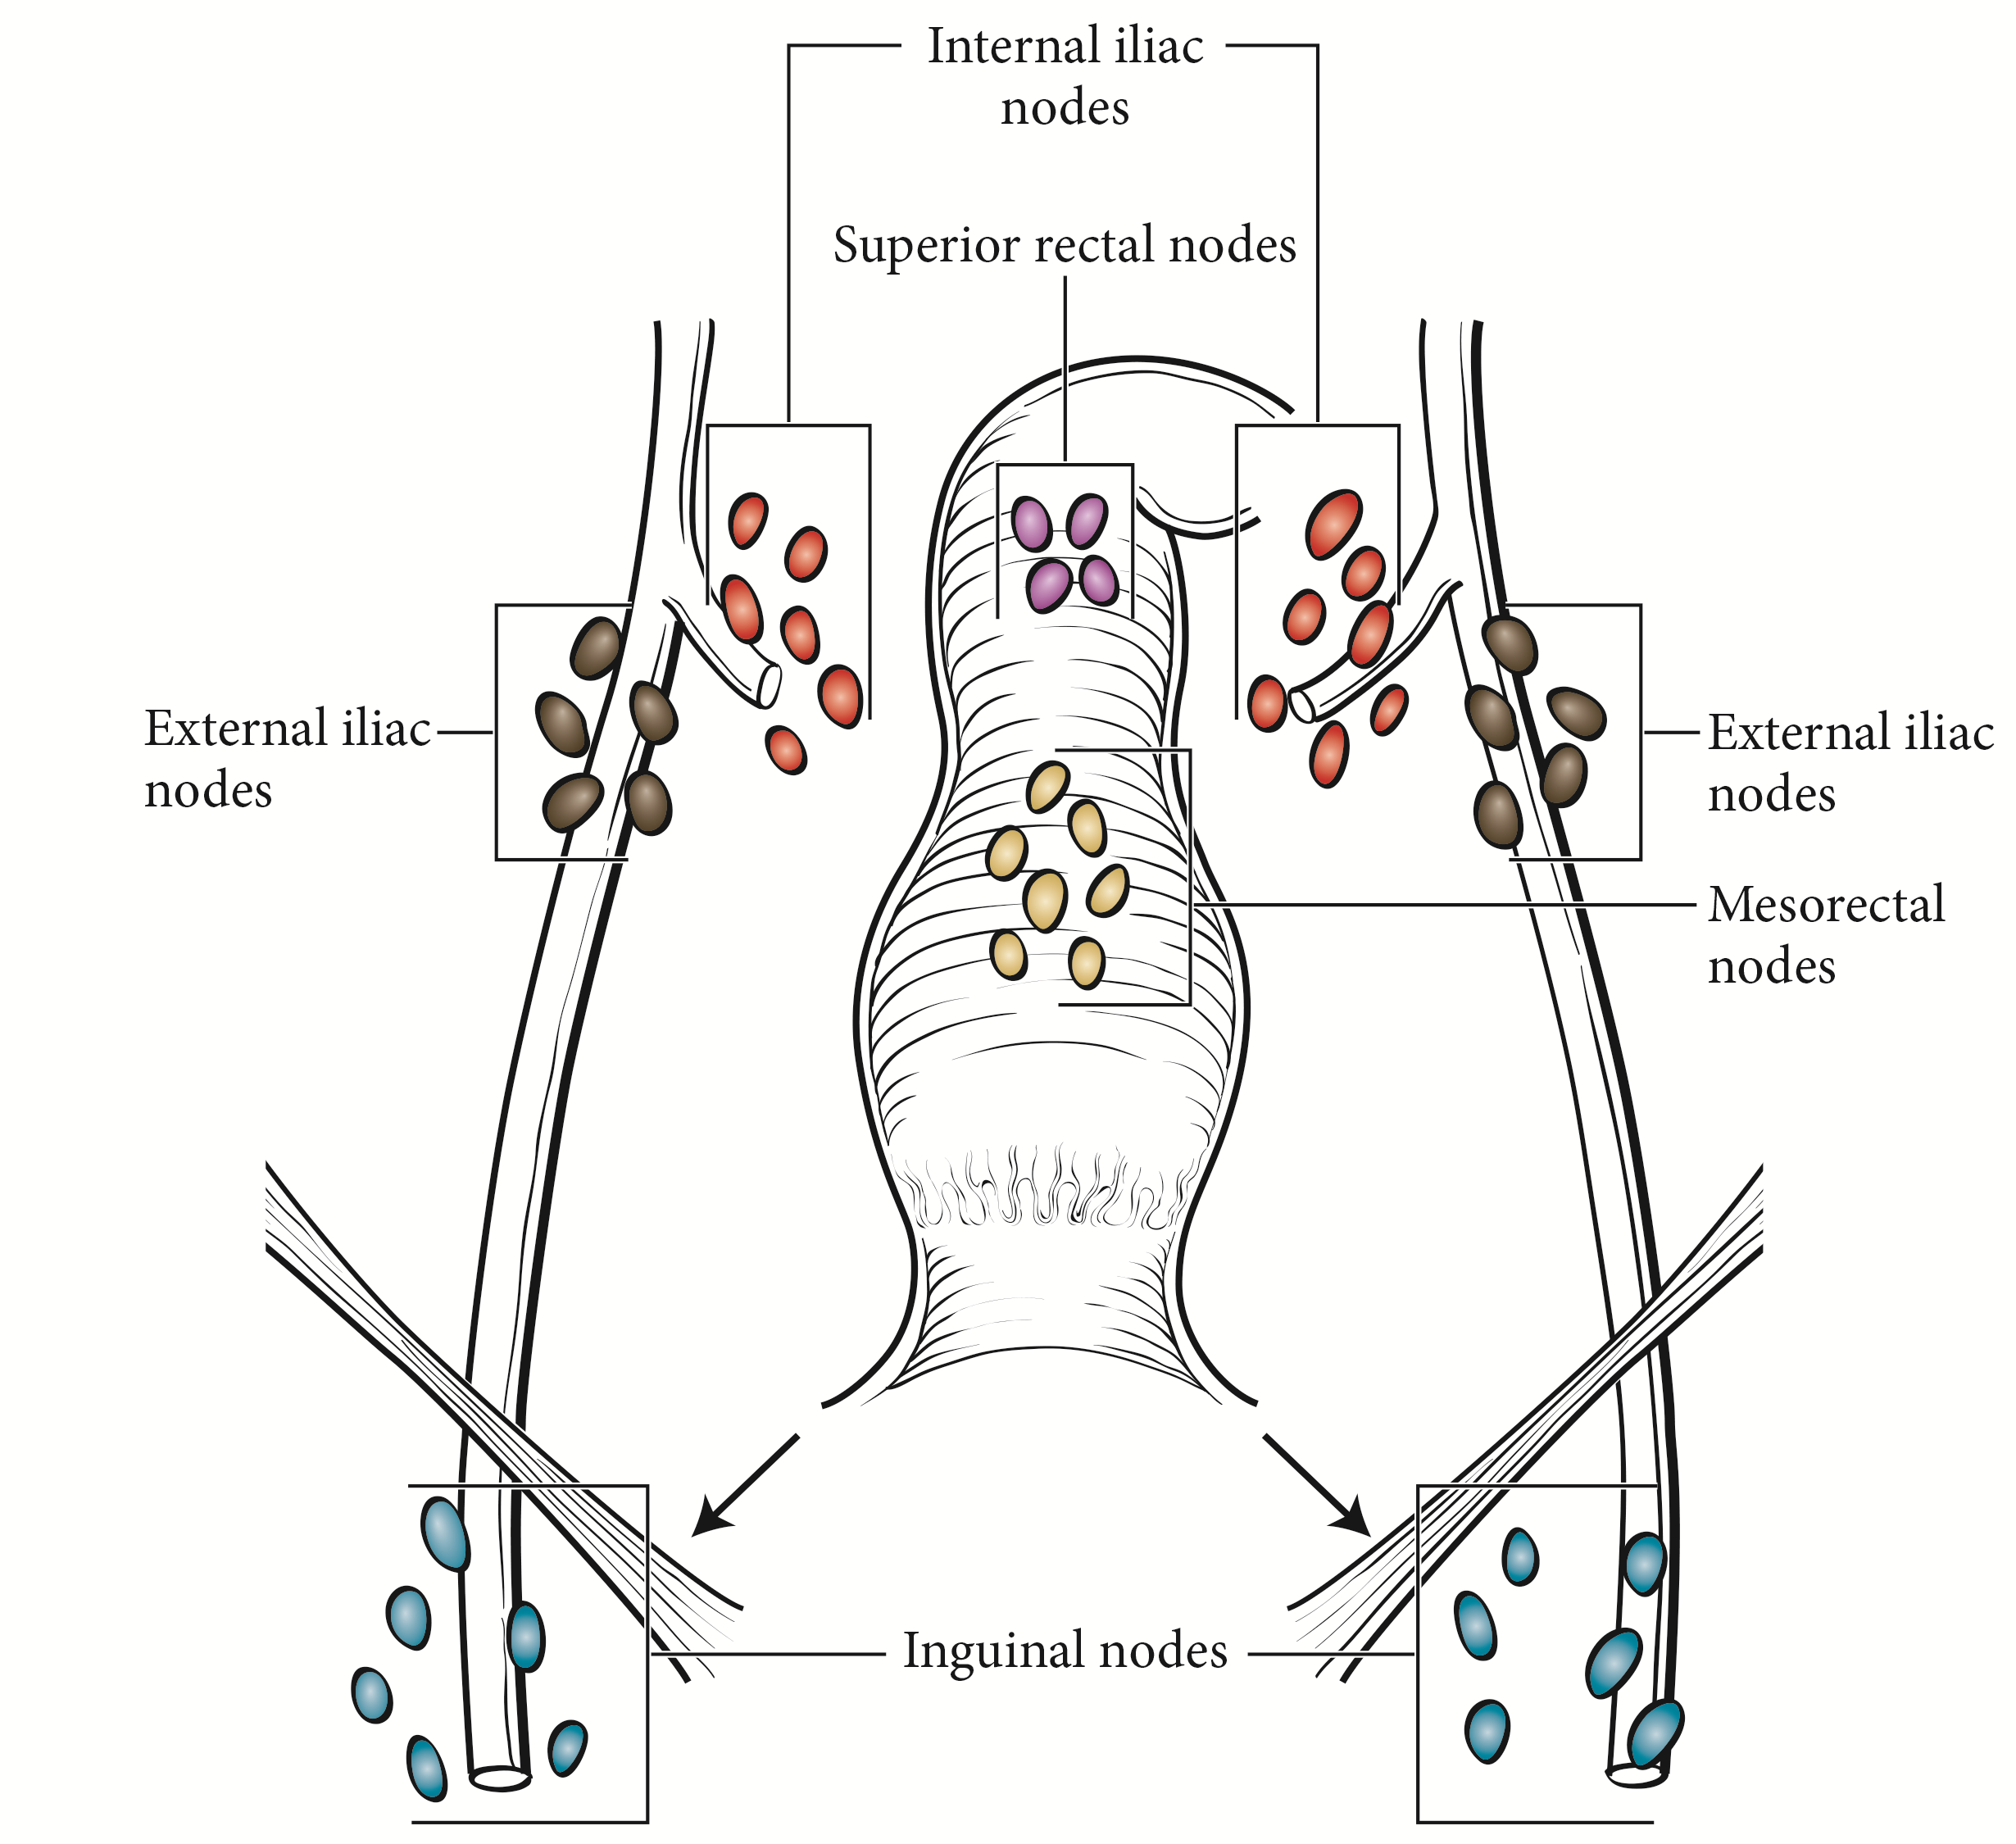 Internal iliac
nodes
Superior rectal nodes
External iliac
nodes
External iliac
nodes
Mesorectal
nodes
Inguinal nodes